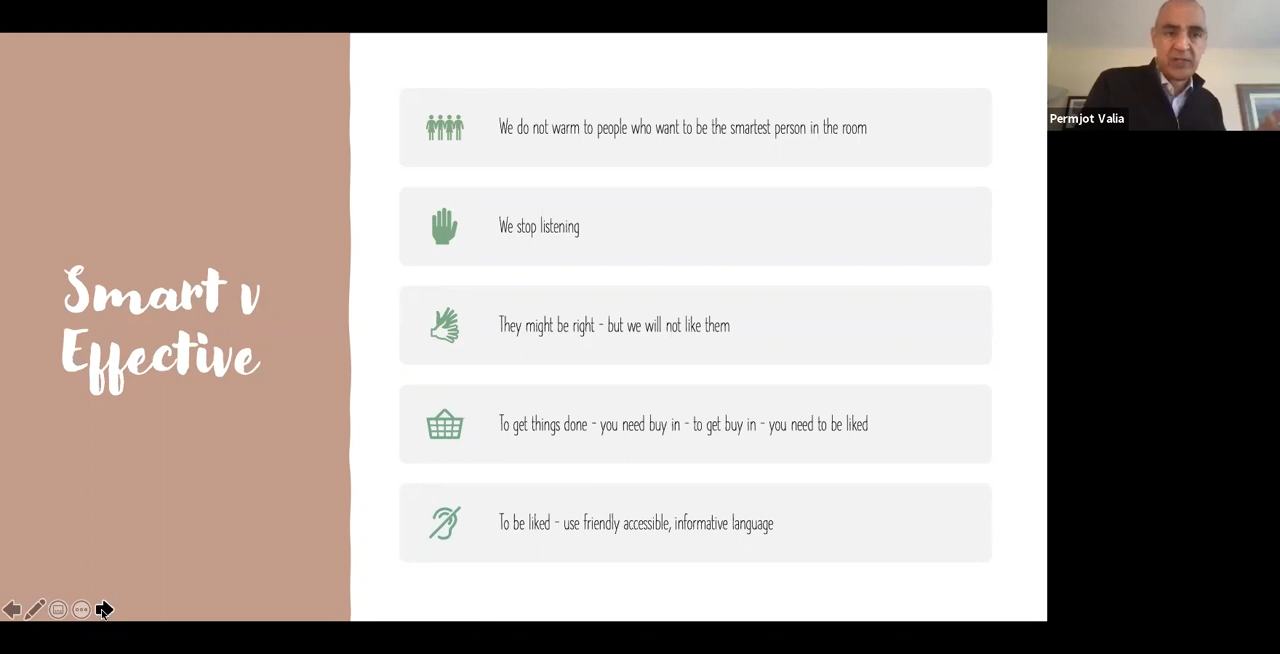 Smart v
Effective
We do not warm to people who want to be the smartest person in the room
We stop listening
They might be right - but we will not like them
To get things done - you need buy in - to get buy in - you need to be liked
To be liked - use friendly accessible, informative language
Permjot Valia